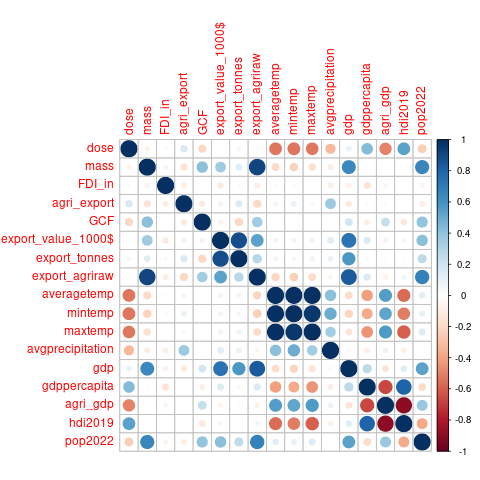 dose
mass
FDI_in
agri_export
GCF
export_value_1000$
export_tonnes
export_agriraw
averagetemp
mintemp
maxtemp
avgprecipitation
gdp
gdppercapita
agri_gdp
hdi2019
pop2022
dose
mass
FDI_in
agri_export
GCF
export_value_1000$
export_tonnes
export_agriraw
averagetemp
mintemp
maxtemp
avgprecipitation
gdp
gdppercapita
agri_gdp
hdi2019
pop2022
1
0.8
0.6
0.4
0.2
0
-0.2
-0.4
-0.6
-0.8
-1